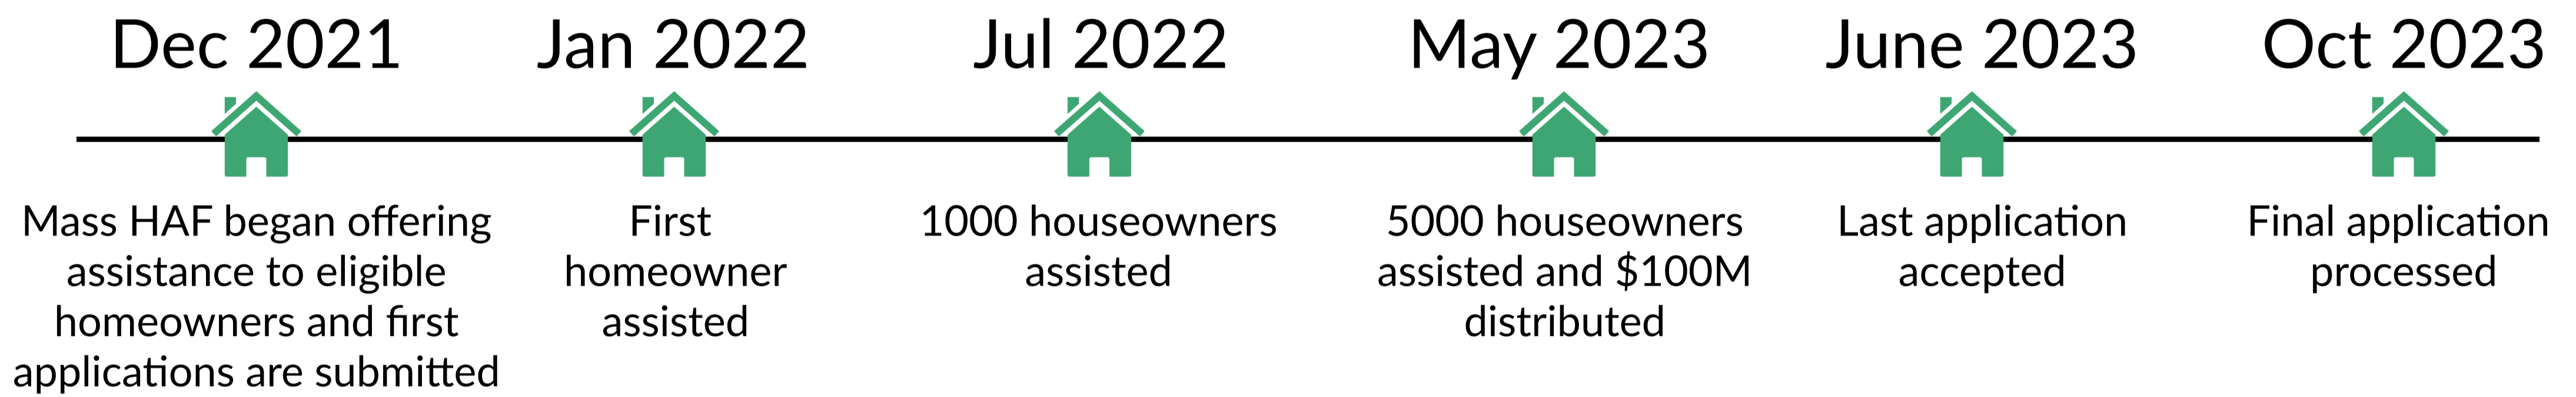 Dec 2021
Mass HAF began offering
assistance to eligible
homeowners and first
applications are submitted
Jan 2022
First
homeowner
assisted
Jul 2022
1000 houseowners
assisted
May 2023
5000 houseowners
assisted and $100M
distributed
June 2023
Last application
accepted
Oct 2023
Final application
processed